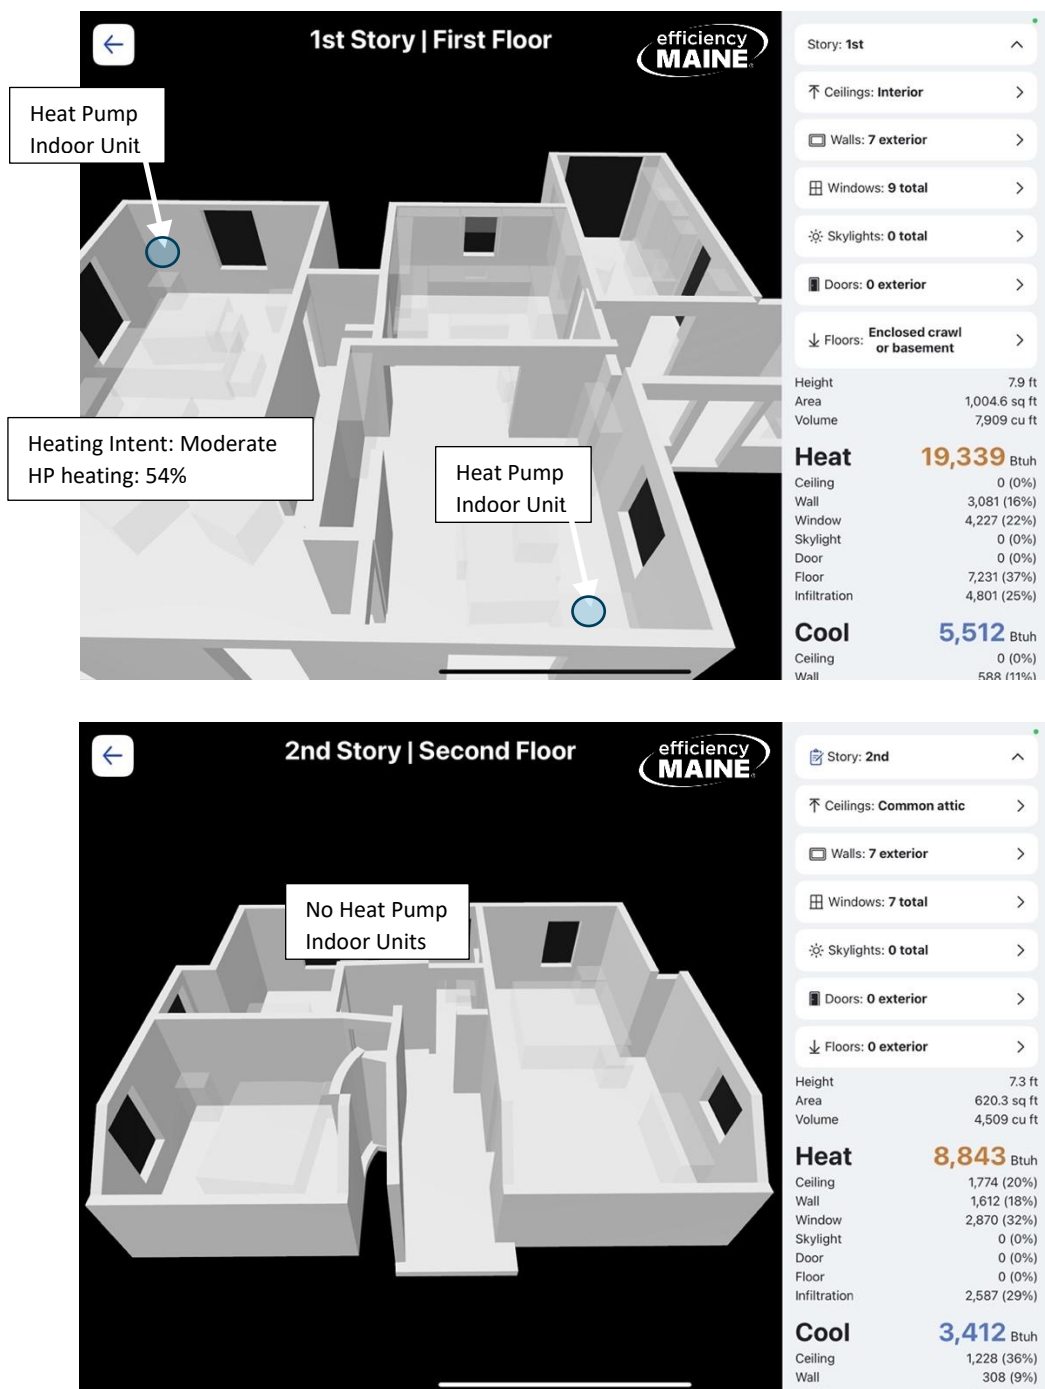 1st Story | First Floor
efficiency
MAINE
Heat Pump
Indoor Unit
Heating Intent: Moderate
HP heating: 54%
Heat Pump
Indoor Unit
Story: 1st
Ceilings: Interior
Walls: 7 exterior
Windows: 9 total
Skylights: 0 total
Doors: 0 exterior
Floors: Enclosed crawl
or basement
Height 7.9 ft
Area 1,004.6 sq ft
Volume 7,909 cu ft
Heat 19,339 Btuh
Ceiling 0 (0%)
Wall 3,081 (16%)
Window 4,227 (22%)
Skylight 0 (0%)
Door 0 (0%)
Floor 7,231 (37%)
Infiltration 4,801 (25%)
Cool 5,512 Btuh
Ceiling 0 (0%)
Wall 588 (11%)
2nd Story | Second Floor
efficiency
MAINE
No Heat Pump
Indoor Units
Story: 2nd
Ceilings: Common attic
Walls: 7 exterior
Windows: 7 total
Skylights: 0 total
Doors: 0 exterior
Floors: 0 exterior
Height 7.3 ft
Area 620.3 sq ft
Volume 4,509 cu ft
Heat 8,843 Btuh
Ceiling 1,774 (20%)
Wall 1,612 (18%)
Window 2,870 (32%)
Skylight 0 (0%)
Door 0 (0%)
Floor 0 (0%)
Infiltration 2,587 (29%)
Cool 3,412 Btuh
Ceiling 1,228 (36%)
Wall 308 (9%)